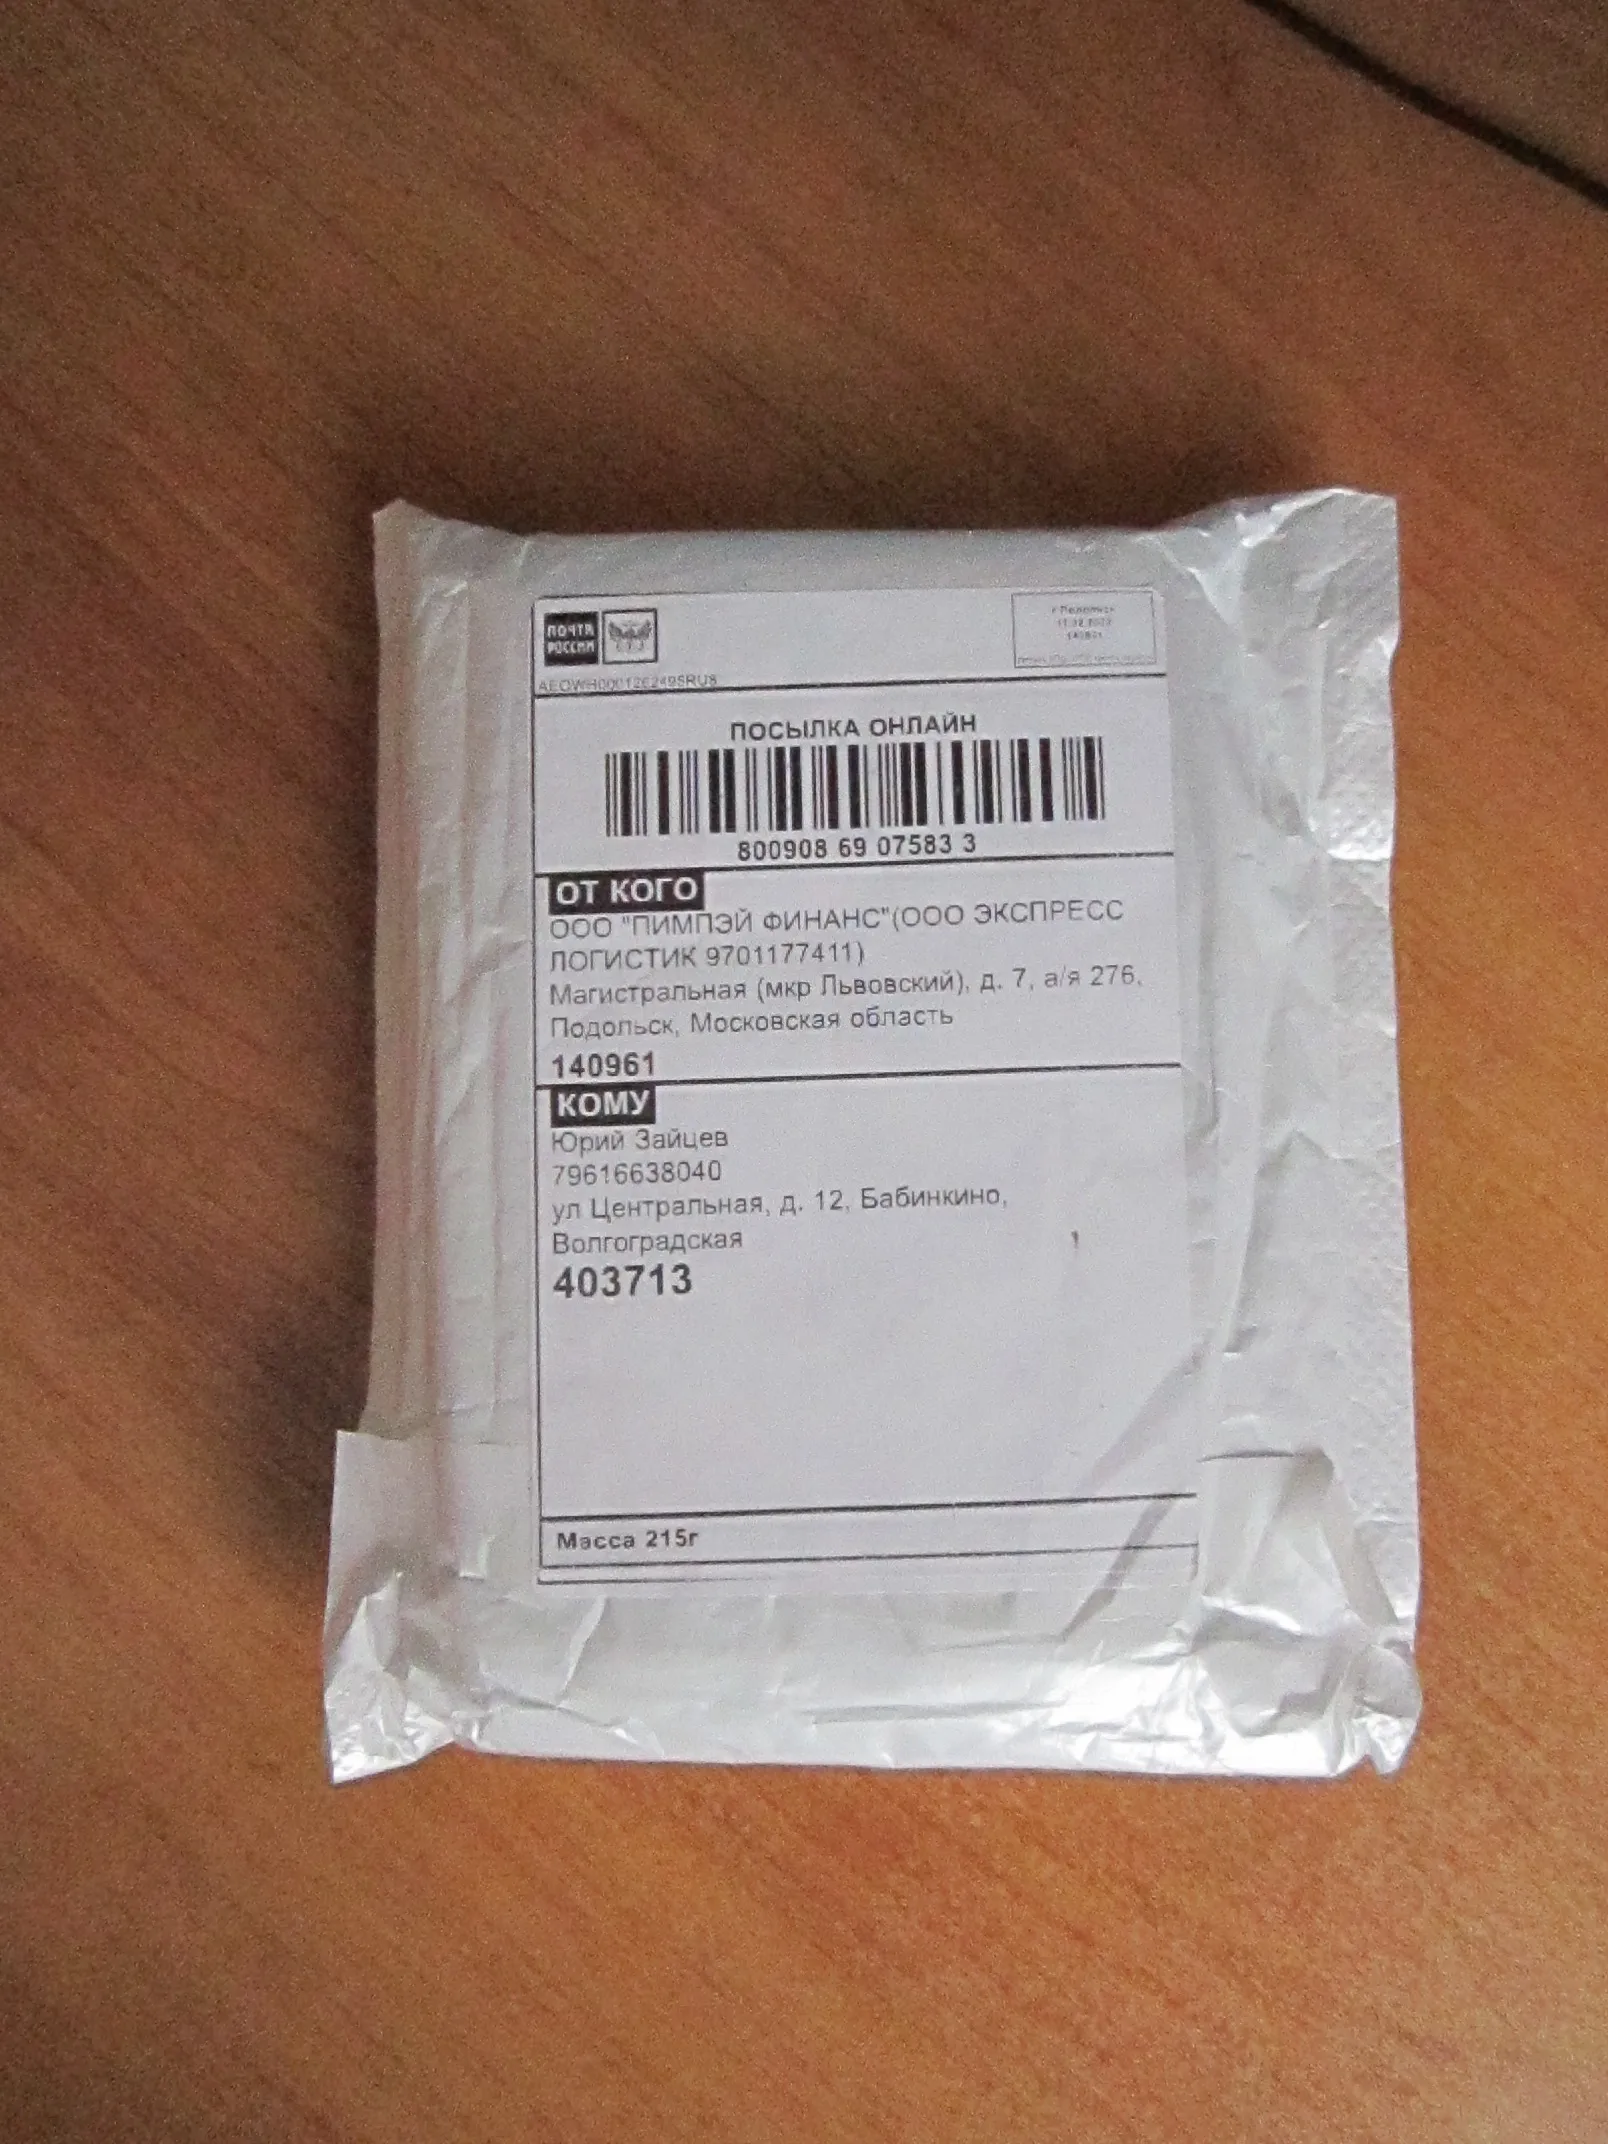 ПОЧТА
РОССИИ
ПОСЫЛКА ОНЛАЙН
800908 69 07583 3
ОТ КОГО
ООО "ПИМПЭЙ ФИНАНС"(ООО ЭКСПРЕСС
ЛОГИСТИК 9701177411)
Магистральная (мкр Львовский), д. 7, а/я 276,
Подольск, Московская область
140961
КОМУ
Юрий Зайцев
79616638040
ул Центральная, д. 12, Бабинкино,
Волгоградская
403713
Масса 215г